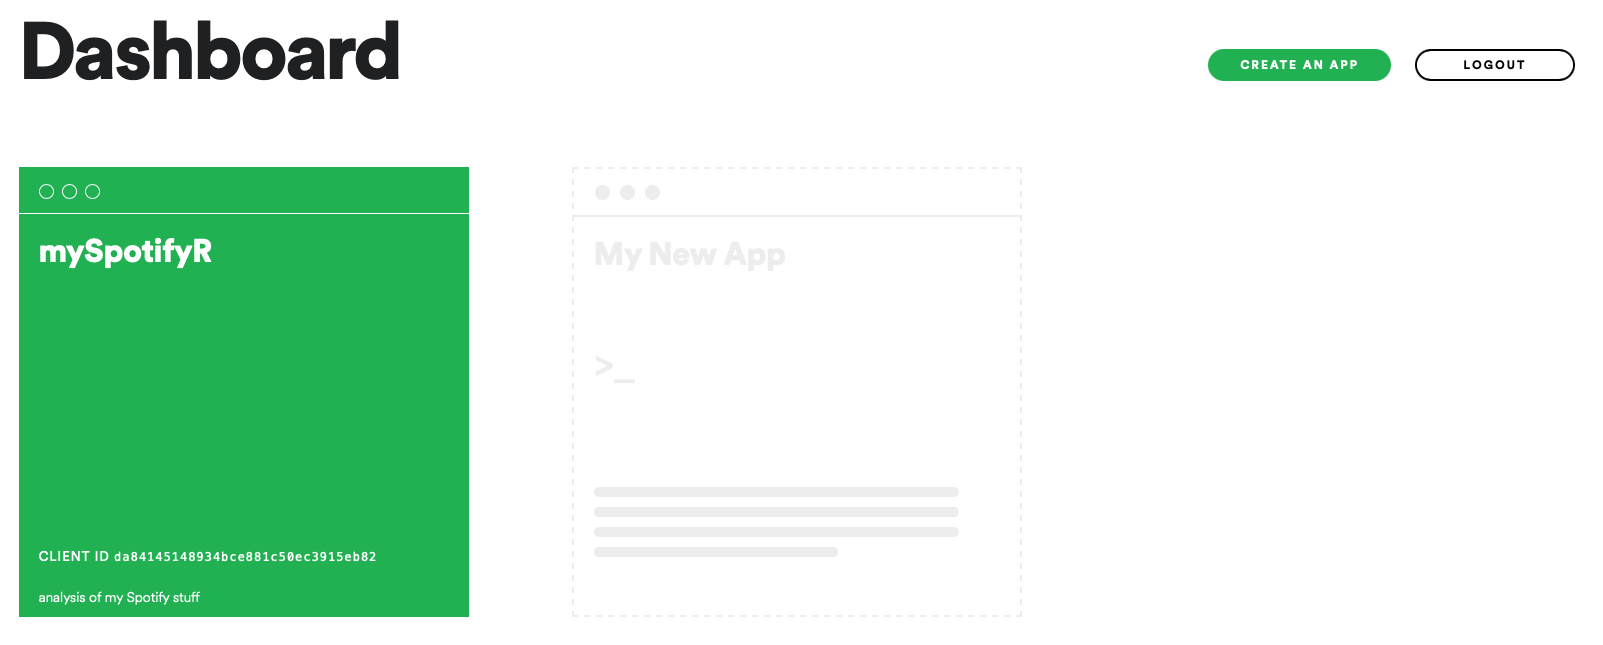 Dashboard
CREATE AN APP
LOGOUT
mySpotifyR
CLIENT ID da84145148934bce881c50ec3915eb82
analysis of my Spotify stuff
My New App
>_